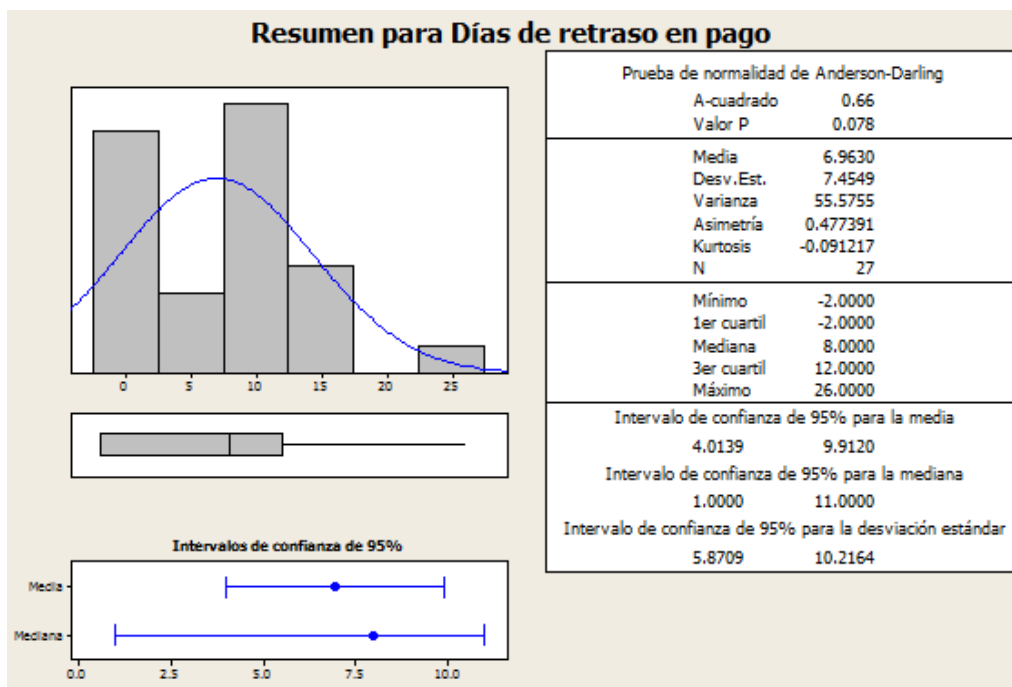 Resumen para Días de retraso en pago
Prueba de normalidad de Anderson-Darling
A-cuadrado 0.66
Valor P 0.078
Media 6.9630
Desv.Est. 7.4549
Varianza 55.5755
Asimetría 0.477391
Kurtosis -0.091217
N 27
Mínimo -2.0000
1er cuartil -2.0000
Mediana 8.0000
3er cuartil 12.0000
Máximo 26.0000
Intervalo de confianza de 95% para la media
4.0139 9.9120
Intervalo de confianza de 95% para la mediana
1.0000 11.0000
Intervalo de confianza de 95% para la desviación estándar
5.8709 10.2164
0 5 10 15 20 25
Intervalos de confianza de 95%
Media
Mediana
0.0 2.5 5.0 7.5 10.0